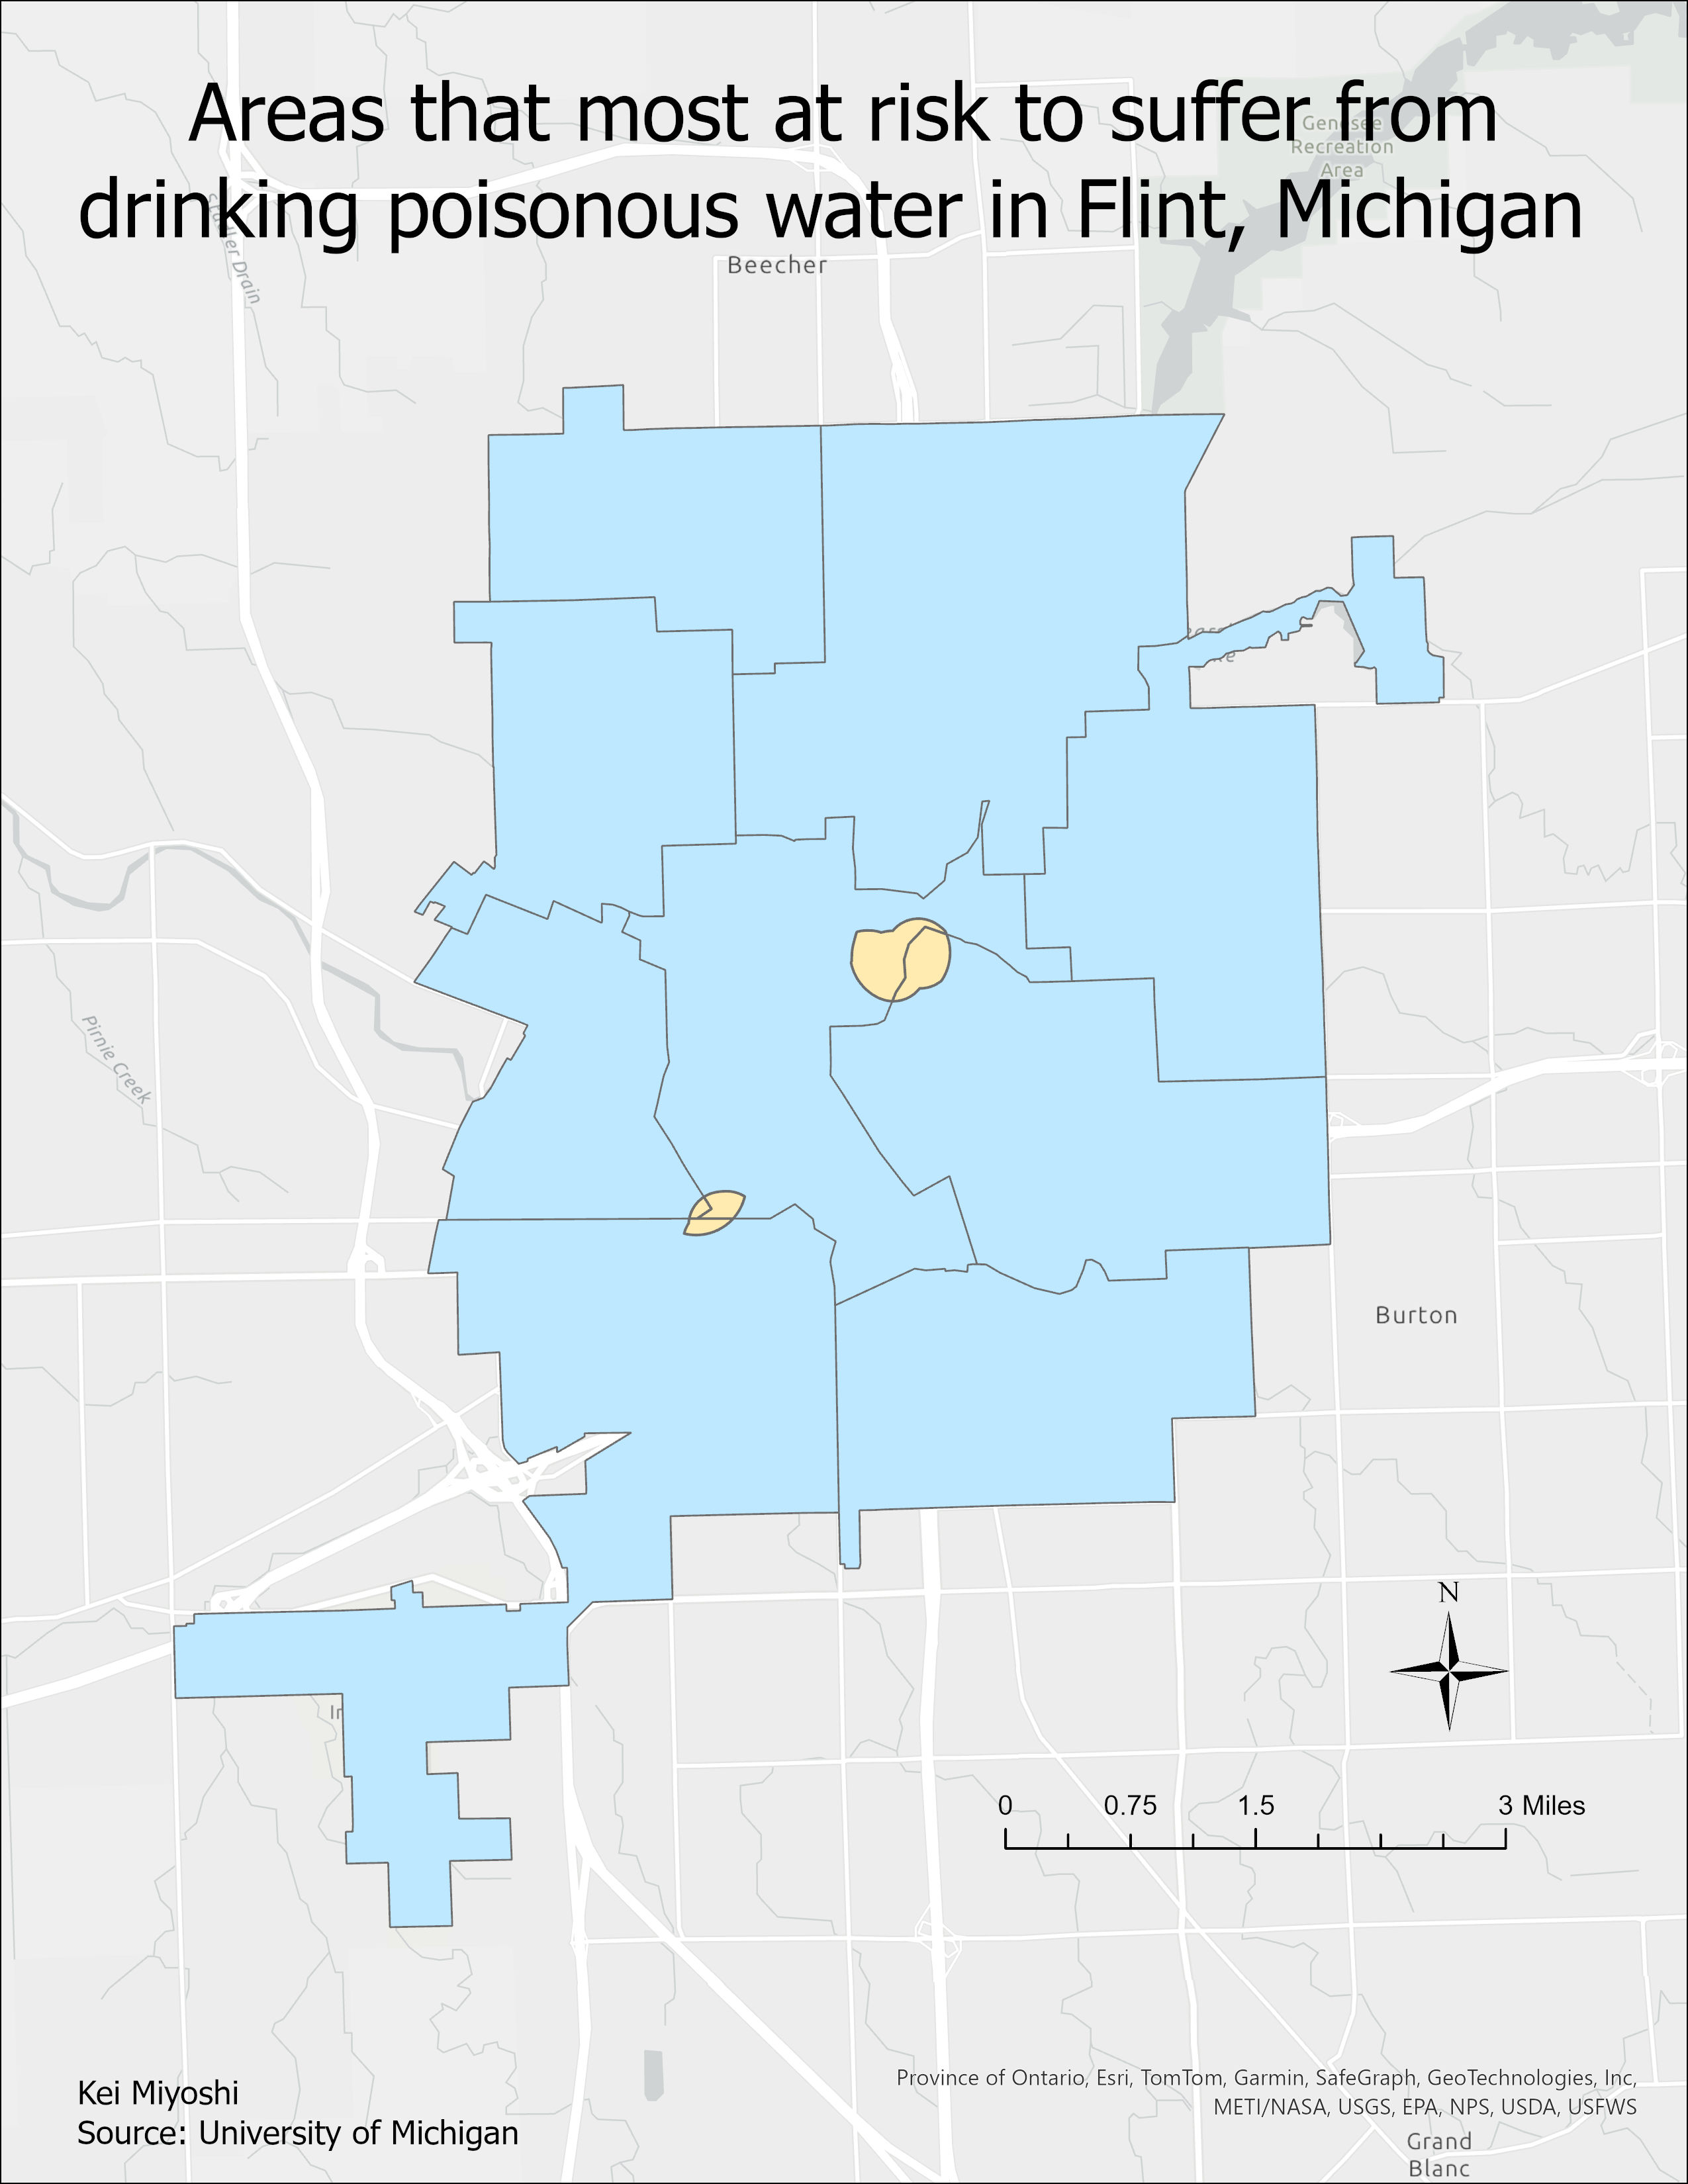 Areas that most at risk to suffer from
drinking poisonous water in Flint, Michigan
Genesee
Recreation
Area
Drain
Beecher
Pirnie Creek
Burton
N
0 0.75 1.5 3 Miles
Kei Miyoshi
Source: University of Michigan
Province of Ontario, Esri, TomTom, Garmin, SafeGraph, GeoTechnologies, Inc,
METI/NASA, USGS, EPA, NPS, USDA, USFWS
Grand
Blanc